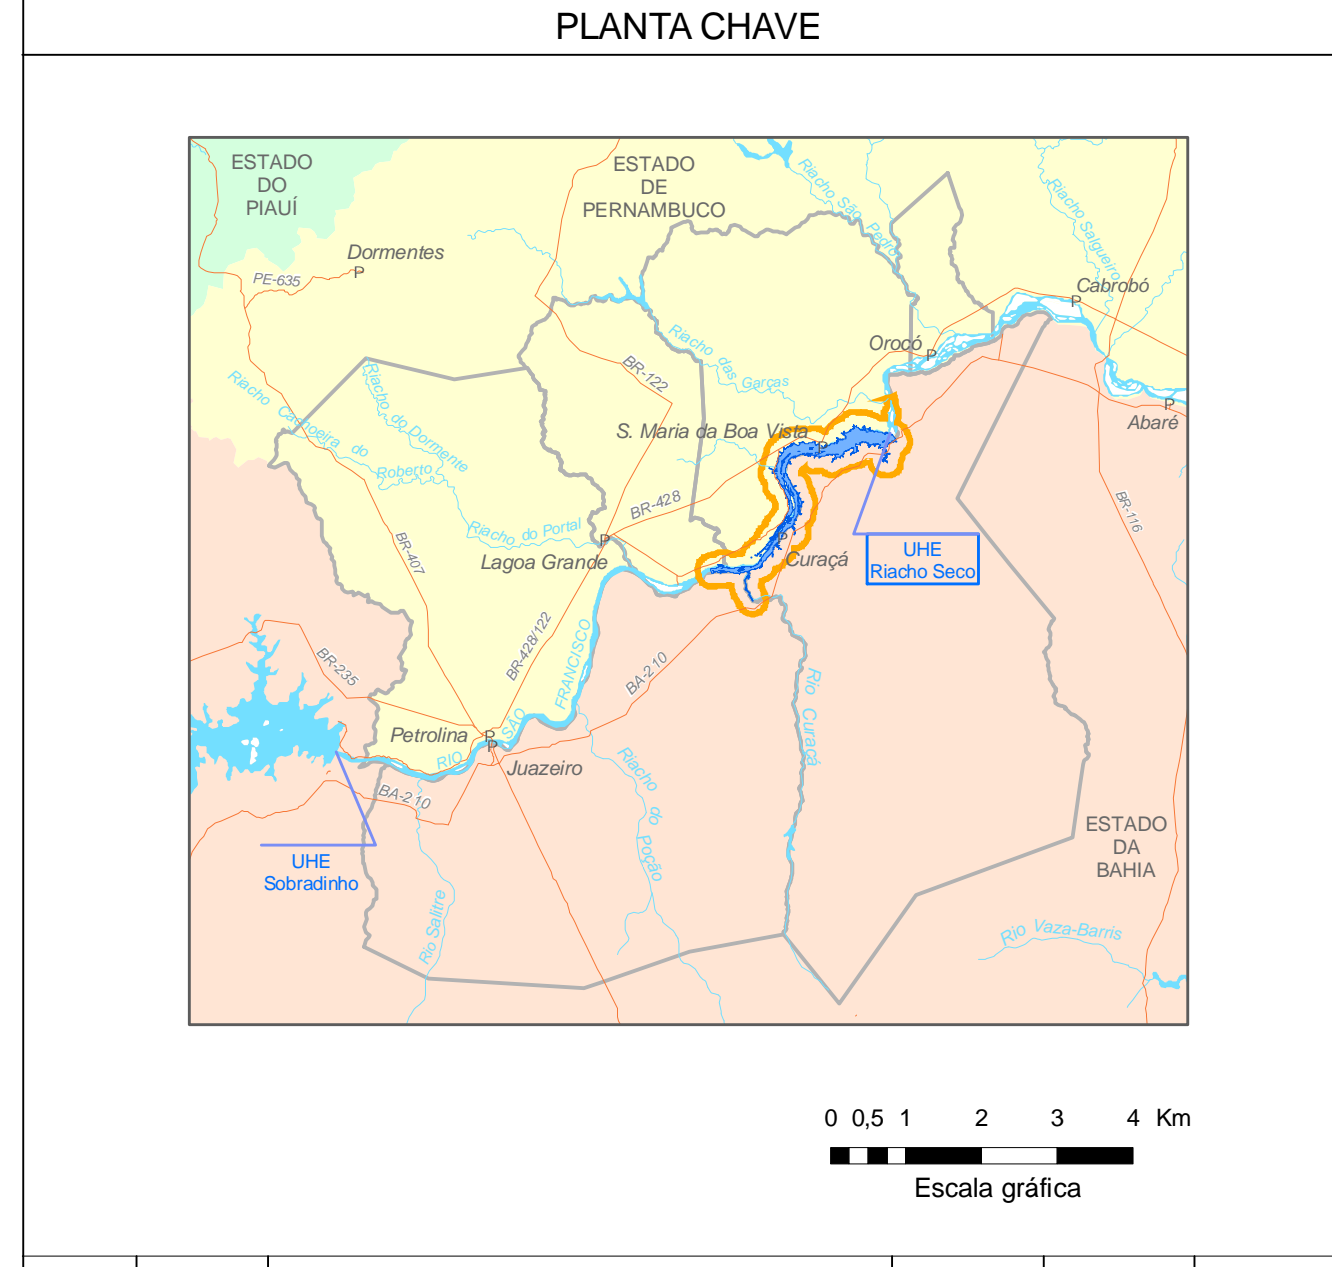 PLANTA CHAVE
ESTADO
DO
PIAUÍ
ESTADO
DE
PERNAMBUCO
Riacho São Pedro
Riacho Salgueiro
Dormentes
P
PE-635
Cabrobó
P
Orocó
P
Riacho das Garças
BR-122
Riacho Cachoeira do Roberto
Riacho do Dormente
Abaré
P
S. Maria da Boa Vista
P
BR-428
BR-116
Riacho do Portal
P
Lagoa Grande
BR-407
P
Curaçá
UHE
Riacho Seco
BR-428/122
BR-235
BA-210
RIO SÃO FRANCISCO
Rio Curaçá
Petrolina
P
P
Juazeiro
Riacho do Poção
BA-210
UHE
Sobradinho
ESTADO
DA
BAHIA
Rio Salitre
Rio Vaza-Barris
0 0,5 1 2 3 4 Km
Escala gráfica